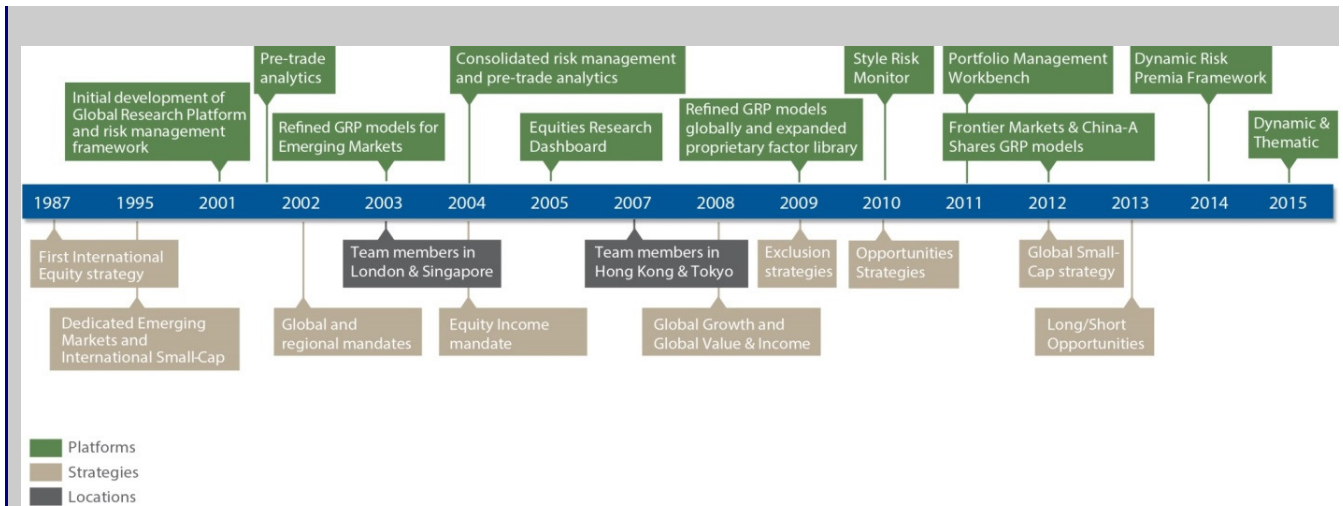 Pre-trade
analytics
Consolidated risk management
and pre-trade analytics
Style Risk
Monitor
Portfolio Management
Workbench
Dynamic Risk
Premia Framework
Initial development of
Global Research Platform
and risk management
framework
Refined GRP models for
Emerging Markets
Equities Research
Dashboard
Refined GRP models
globally and expanded
proprietary factor library
Frontier Markets & China-A
Shares GRP models
Dynamic &
Thematic
1987 1995 2001 2002 2003 2004 2005 2007 2008 2009 2010 2011 2012 2013 2014 2015
First International
Equity strategy
Team members in
London & Singapore
Team members in
Hong Kong & Tokyo
Exclusion
strategies
Opportunities
Strategies
Global Small-
Cap strategy
Dedicated Emerging
Markets and
International Small-Cap
Global and
regional mandates
Equity Income
mandate
Global Growth and
Global Value & Income
Long/Short
Opportunities
Platforms
Strategies
Locations